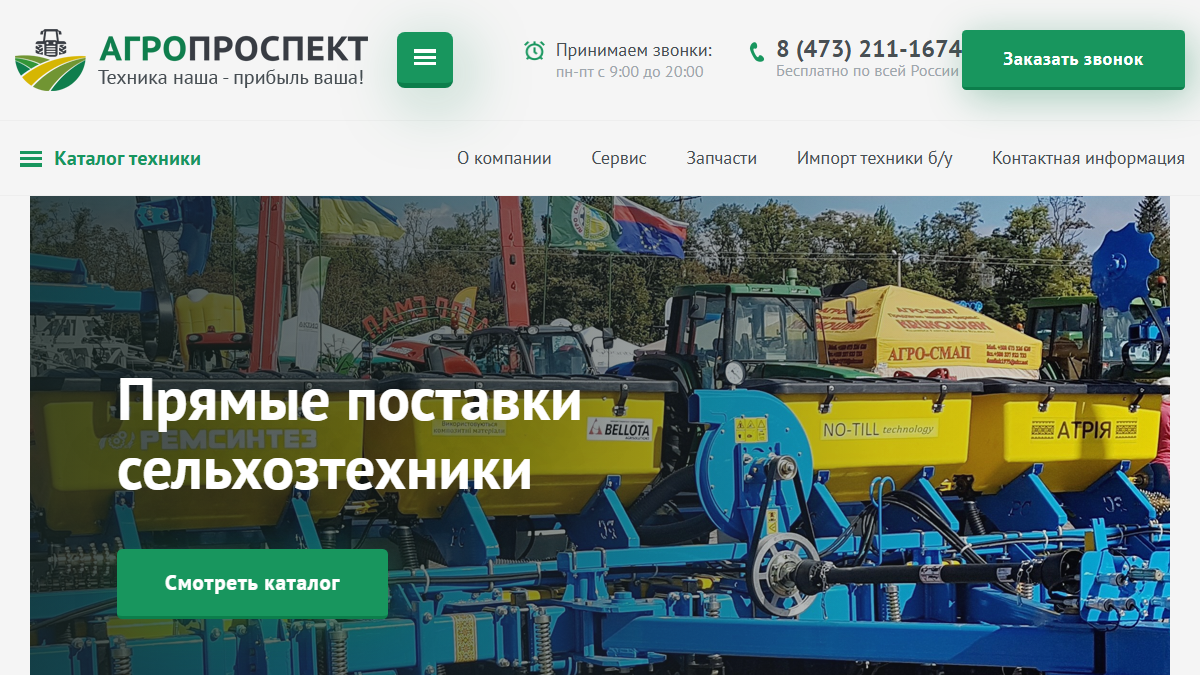 АГРОПРОСПЕКТ
Техника наша - прибыль ваша!
Принимаем звонки:
пн-пт с 9:00 до 20:00
8 (473) 211-1674
Бесплатно по всей России
Заказать звонок
Каталог техники
О компании
Сервис
Запчасти
Импорт техники б/у
Контактная информация
АГРО-СМАП
Прямые поставки
сельхозтехники
РЕМСИНТЕЗ
BELLOTA
NO-TILL technology
АТРІЯ
Смотреть каталог